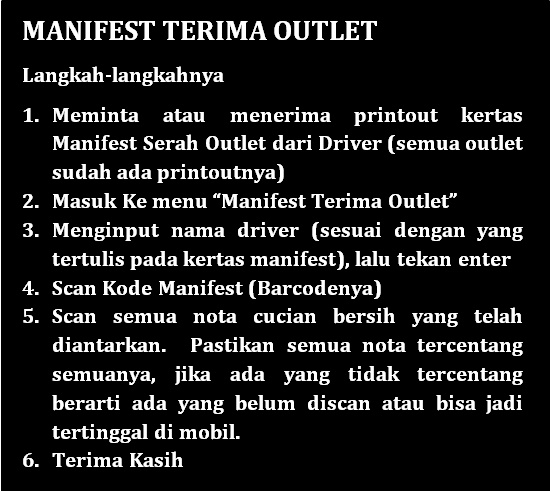 MANIFEST TERIMA OUTLET
Langkah-langkahnya
1. Meminta atau menerima printout kertas
Manifest Serah Outlet dari Driver (semua outlet
sudah ada printoutnya)
2. Masuk Ke menu “Manifest Terima Outlet”
3. Menginput nama driver (sesuai dengan yang
tertulis pada kertas manifest), lalu tekan enter
4. Scan Kode Manifest (Barcodenya)
5. Scan semua nota cucian bersih yang telah
diantarkan. Pastikan semua nota tercentang
semuanya, jika ada yang tidak tercentang
berarti ada yang belum discan atau bisa jadi
tertinggal di mobil.
6. Terima Kasih